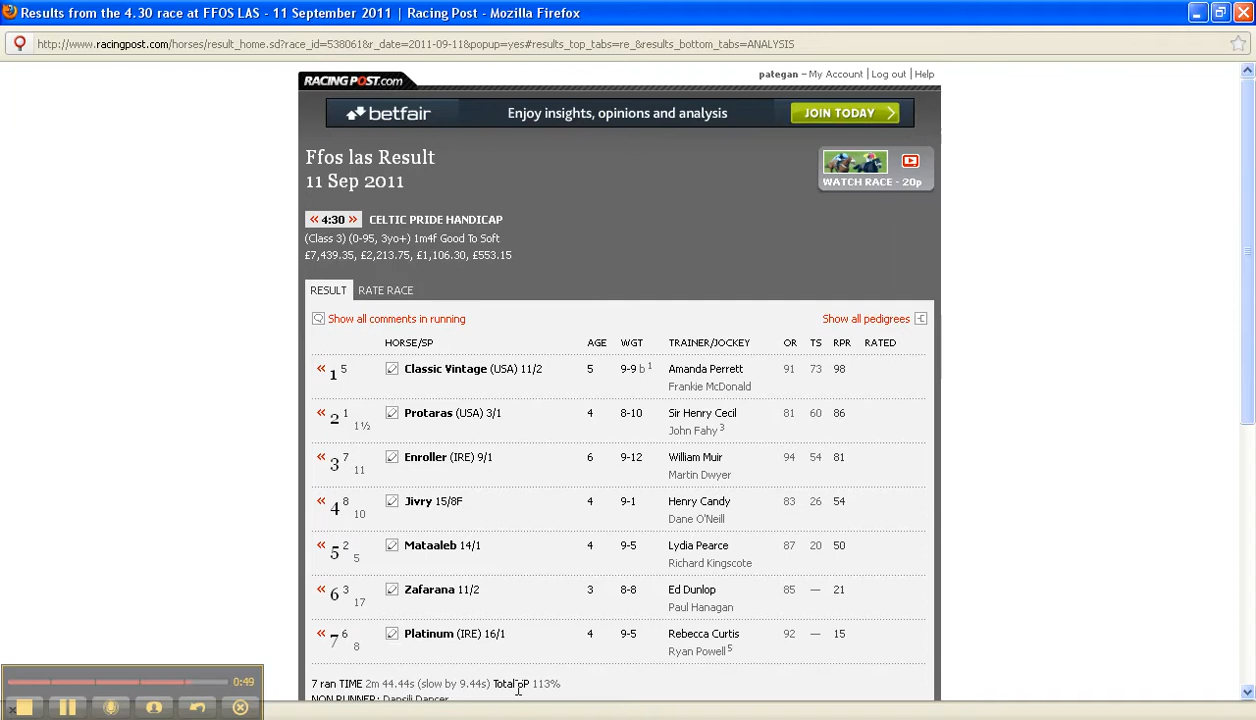 Results from the 4.30 race at FFOS LAS - 11 September 2011 | Racing Post - Mozilla Firefox
http://www.racingpost.com/horses/result_home.sd?race_id=538061&r_date=2011-09-11&popup=yes#results_top_tabs=re_&results_bottom_tabs=ANALYSIS
RACING POST.com
pategan – My Account | Log out | Help
betfair Enjoy insights, opinions and analysis JOIN TODAY
Ffos las Result
11 Sep 2011
WATCH RACE - 20p
« 4:30 » CELTIC PRIDE HANDICAP
(Class 3) (0-95, 3yo+) 1m4f Good To Soft
£7,439.35, £2,213.75, £1,106.30, £553.15
RESULT RATE RACE
Show all comments in running Show all pedigrees
HORSE/SP AGE WGT TRAINER/JOCKEY OR TS RPR RATED
« 1 5 Classic Vintage (USA) 11/2 5 9-9 b 1 Amanda Perrett 91 73 98
Frankie McDonald
« 2 1 Protaras (USA) 3/1 4 8-10 Sir Henry Cecil 81 60 86
1½ John Fahy 3
« 3 7 Enroller (IRE) 9/1 6 9-12 William Muir 94 54 81
11 Martin Dwyer
« 4 8 Jivry 15/8F 4 9-1 Henry Candy 83 26 54
10 Dane O'Neill
« 5 2 Mataaleb 14/1 4 9-5 Lydia Pearce 87 20 50
5 Richard Kingscote
« 6 3 Zafarana 11/2 3 8-8 Ed Dunlop 85 — 21
17 Paul Hanagan
« 7 6 Platinum (IRE) 16/1 4 9-5 Rebecca Curtis 92 — 15
8 Ryan Powell 5
7 ran TIME 2m 44.44s (slow by 9.44s) Total SP 113%
NON RUNNER: Dansili Dancer
0:49